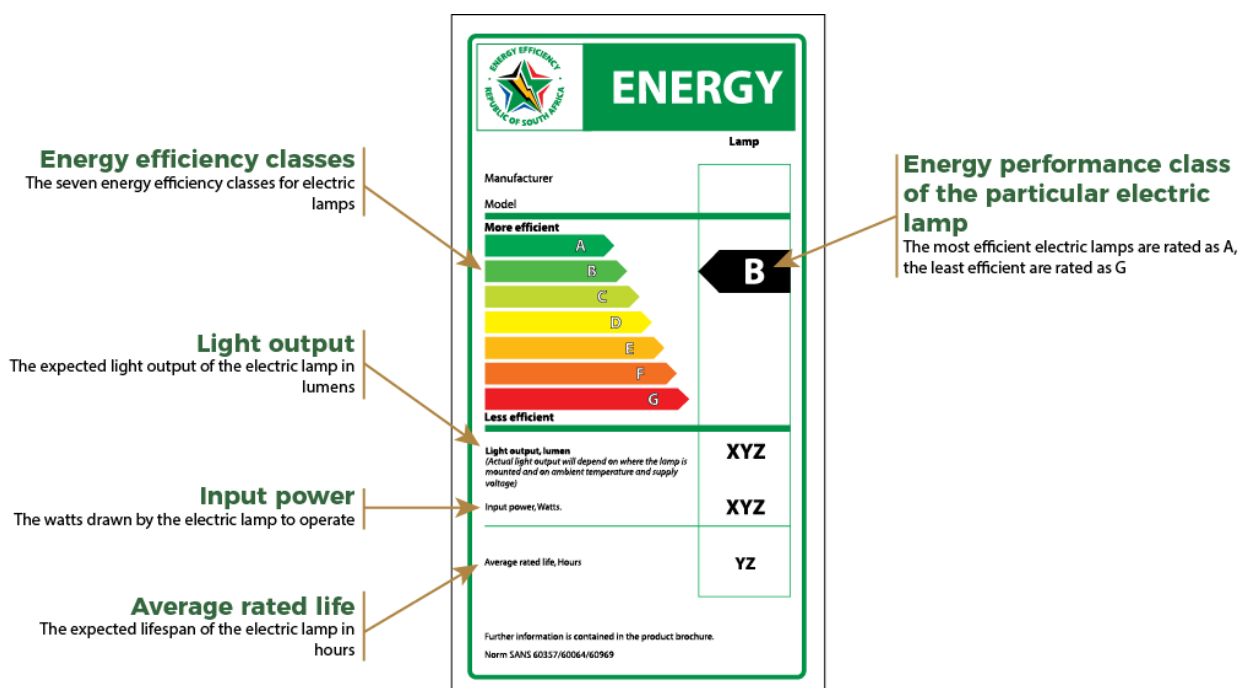 ENERGY EFFICIENCY
REPUBLIC OF SOUTH AFRICA
ENERGY
Lamp
Manufacturer
Model
More efficient
A
B
C
D
E
F
G
Less efficient
B
Light output, lumen
(Actual light output will depend on where the lamp is
mounted and on ambient temperature and supply
voltage)
XYZ
Input power, Watts.
XYZ
Average rated life, Hours
YZ
Further information is contained in the product brochure.
Norm SANS 60357/60064/60969
Energy efficiency classes
The seven energy efficiency classes for electric
lamps
Light output
The expected light output of the electric lamp in
lumens
Input power
The watts drawn by the electric lamp to operate
Average rated life
The expected lifespan of the electric lamp in
hours
Energy performance class
of the particular electric
lamp
The most efficient electric lamps are rated as A,
the least efficient are rated as G